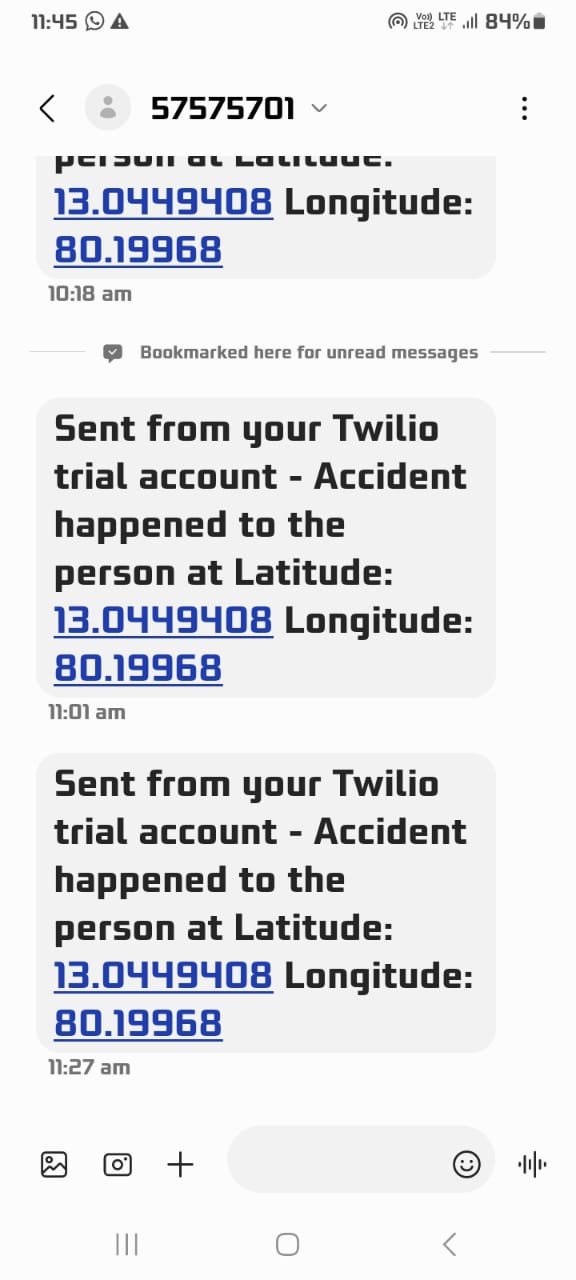 11:45 84%
Vo) LTE
LTE2
57575701
person at Latitude:
13.0449408 Longitude:
80.19968
10:18 am
Bookmarked here for unread messages
Sent from your Twilio
trial account - Accident
happened to the
person at Latitude:
13.0449408 Longitude:
80.19968
11:01 am
Sent from your Twilio
trial account - Accident
happened to the
person at Latitude:
13.0449408 Longitude:
80.19968
11:27 am